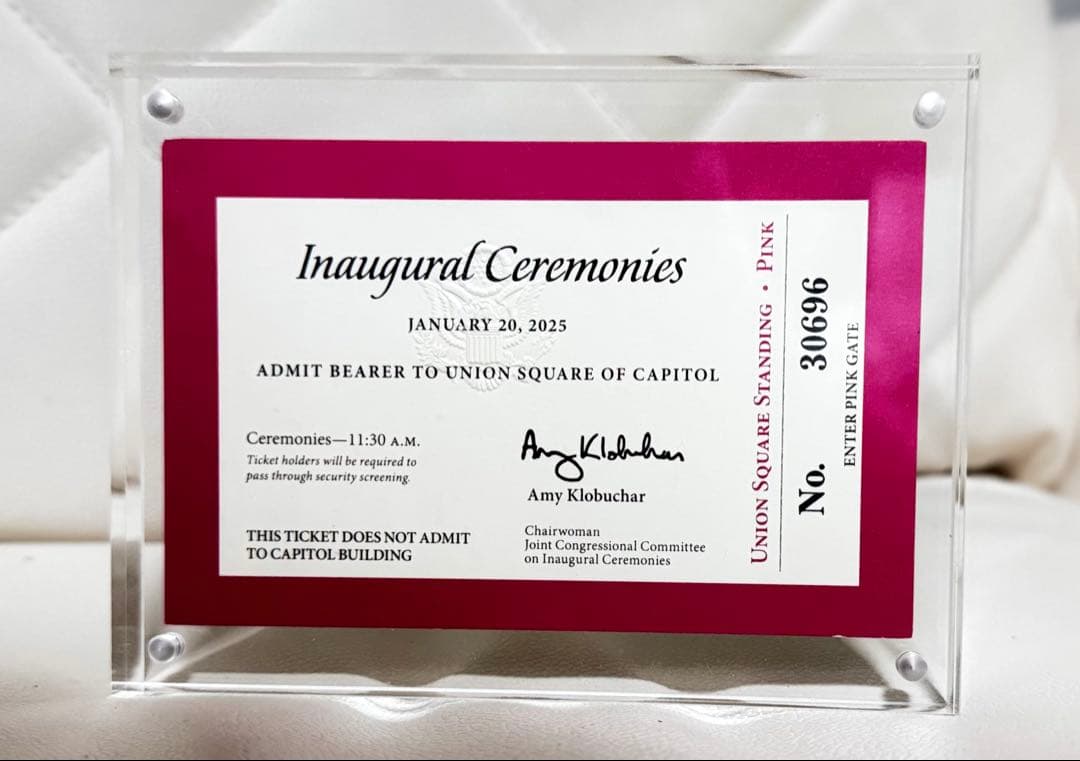 Inaugural Ceremonies
JANUARY 20, 2025
ADMIT BEARER TO UNION SQUARE OF CAPITOL
Ceremonies—11:30 A.M.
Ticket holders will be required to
pass through security screening.
THIS TICKET DOES NOT ADMIT
TO CAPITOL BUILDING
Amy Klobuchar
Amy Klobuchar
Chairwoman
Joint Congressional Committee
on Inaugural Ceremonies
UNION SQUARE STANDING • PINK
No. 30696
ENTER PINK GATE